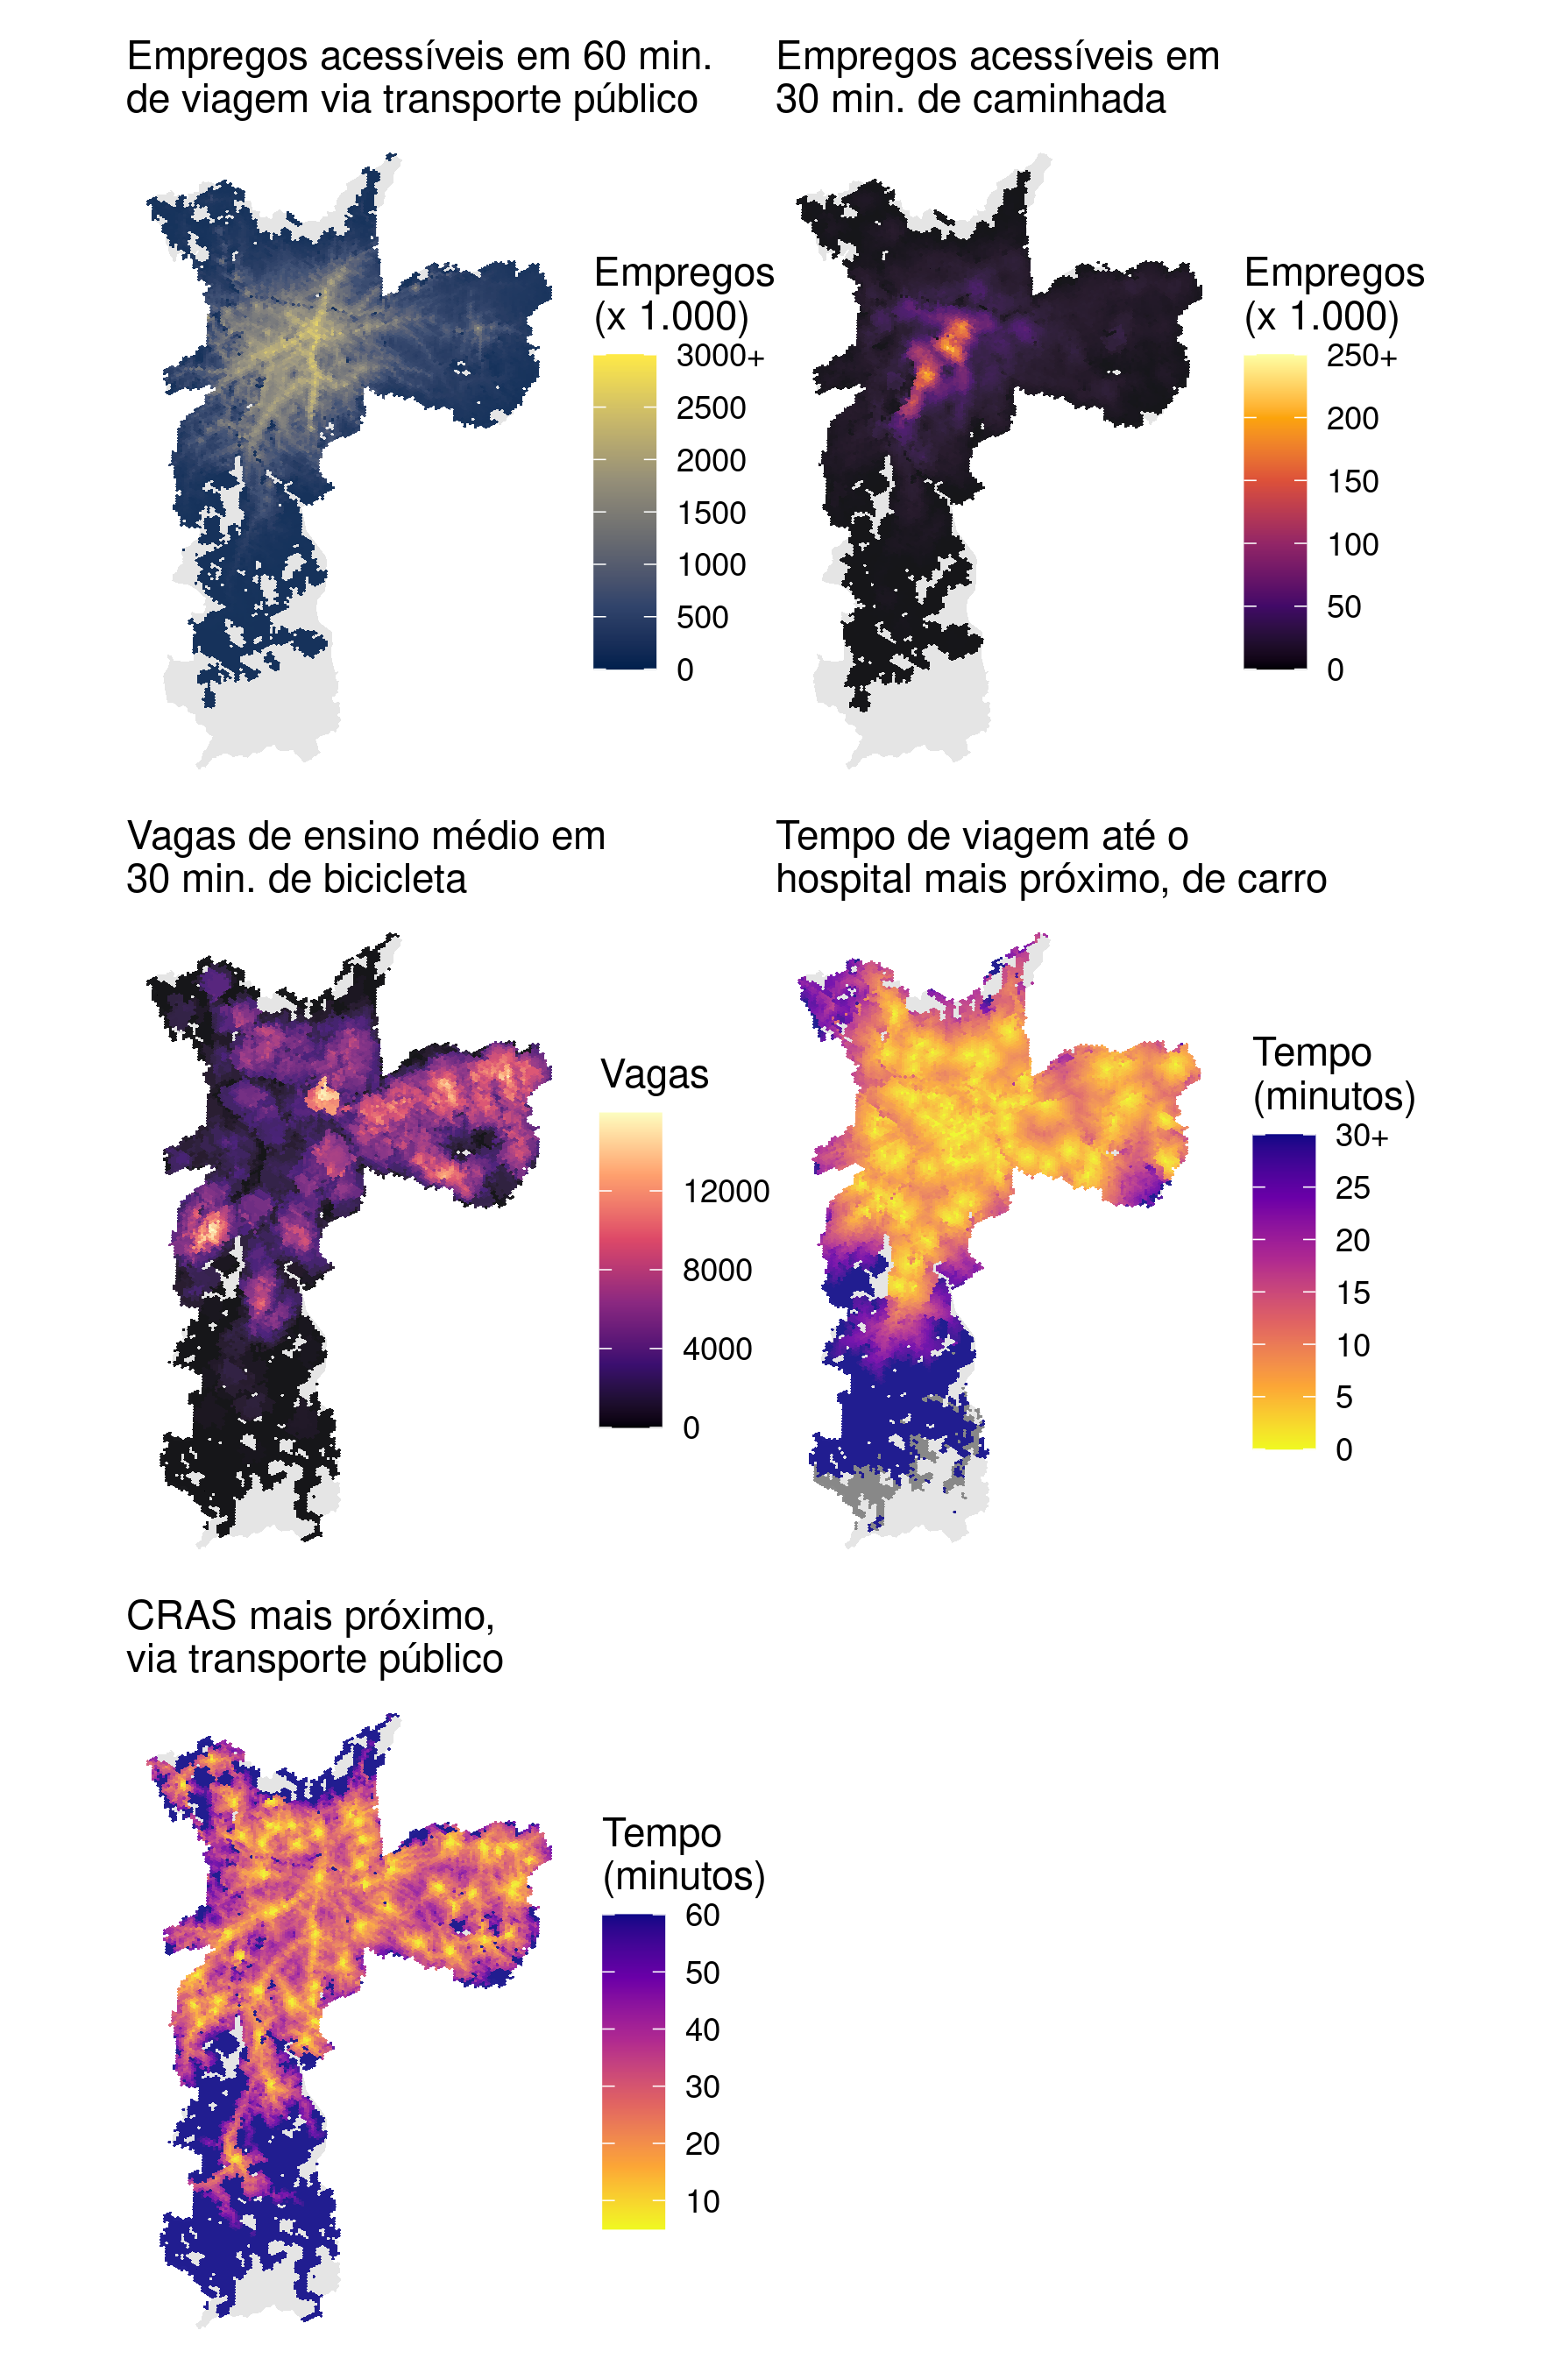 Empregos acessíveis em 60 min.
de viagem via transporte público
Empregos
(x 1.000)
3000+
2500
2000
1500
1000
500
0
Empregos acessíveis em
30 min. de caminhada
Empregos
(x 1.000)
250+
200
150
100
50
0
Vagas de ensino médio em
30 min. de bicicleta
Vagas
12000
8000
4000
0
Tempo de viagem até o
hospital mais próximo, de carro
Tempo
(minutos)
30+
25
20
15
10
5
0
CRAS mais próximo,
via transporte público
Tempo
(minutos)
60
50
40
30
20
10